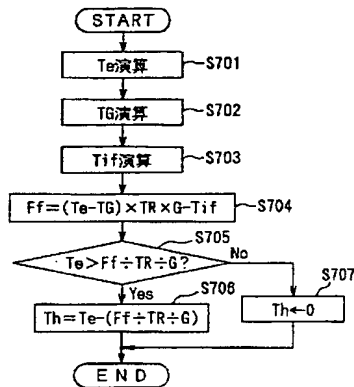 START
Te演算
S701
TG演算
S702
Tif演算
S703
Ff=(Te-TG)×TR×G-Tif
S704
S705
Te>Ff÷TR÷G?
No
Yes
S706
S707
Th=Te-(Ff÷TR÷G)
Th←0
END